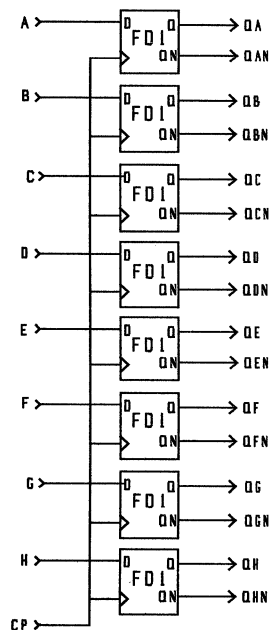 A D Q QA
FD1
QN QAN
B D Q QB
FD1
QN QBN
C D Q QC
FD1
QN QCN
D D Q QD
FD1
QN QDN
E D Q QE
FD1
QN QEN
F D Q QF
FD1
QN QFN
G D Q QG
FD1
QN QGN
H D Q QH
FD1
QN QHN
CP